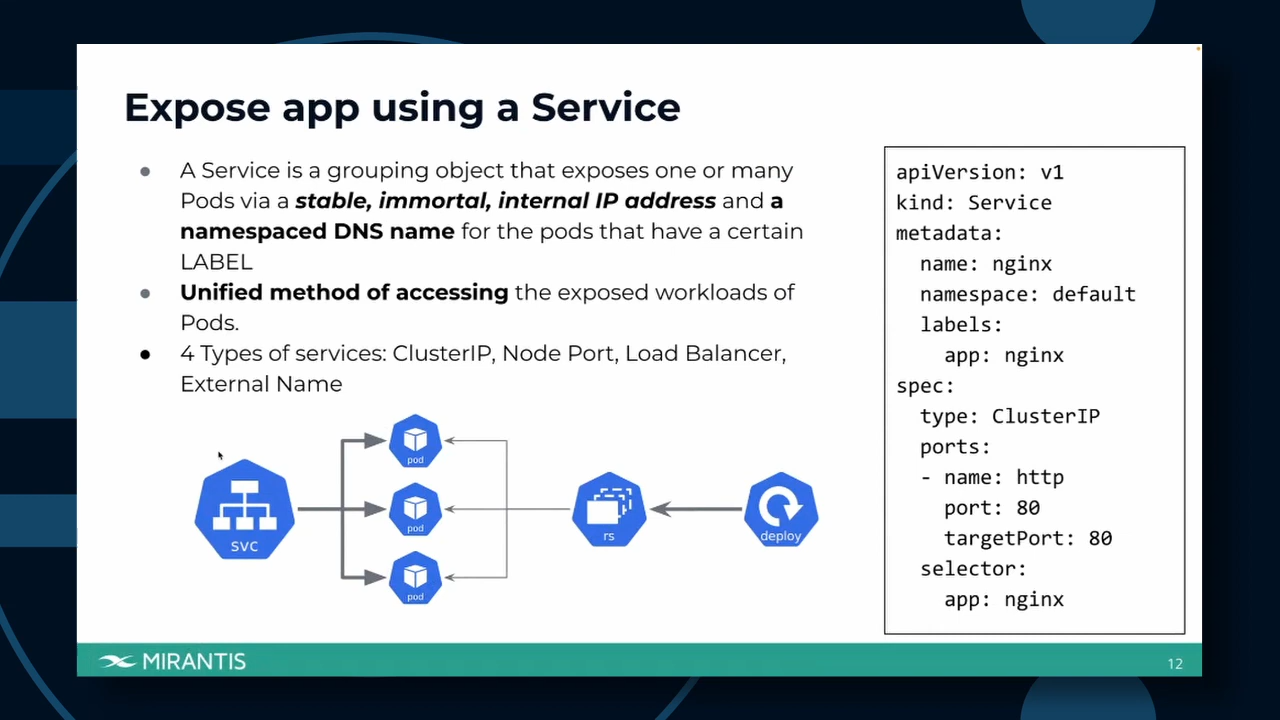 Expose app using a Service
● A Service is a grouping object that exposes one or many
Pods via a stable, immortal, internal IP address and a
namespaced DNS name for the pods that have a certain
LABEL
● Unified method of accessing the exposed workloads of
Pods.
● 4 Types of services: ClusterIP, Node Port, Load Balancer,
External Name
apiVersion: v1
kind: Service
metadata:
  name: nginx
  namespace: default
  labels:
    app: nginx
spec:
  type: ClusterIP
  ports:
  - name: http
    port: 80
    targetPort: 80
  selector:
    app: nginx
svc
pod
pod
pod
rs
deploy
MIRANTIS
12